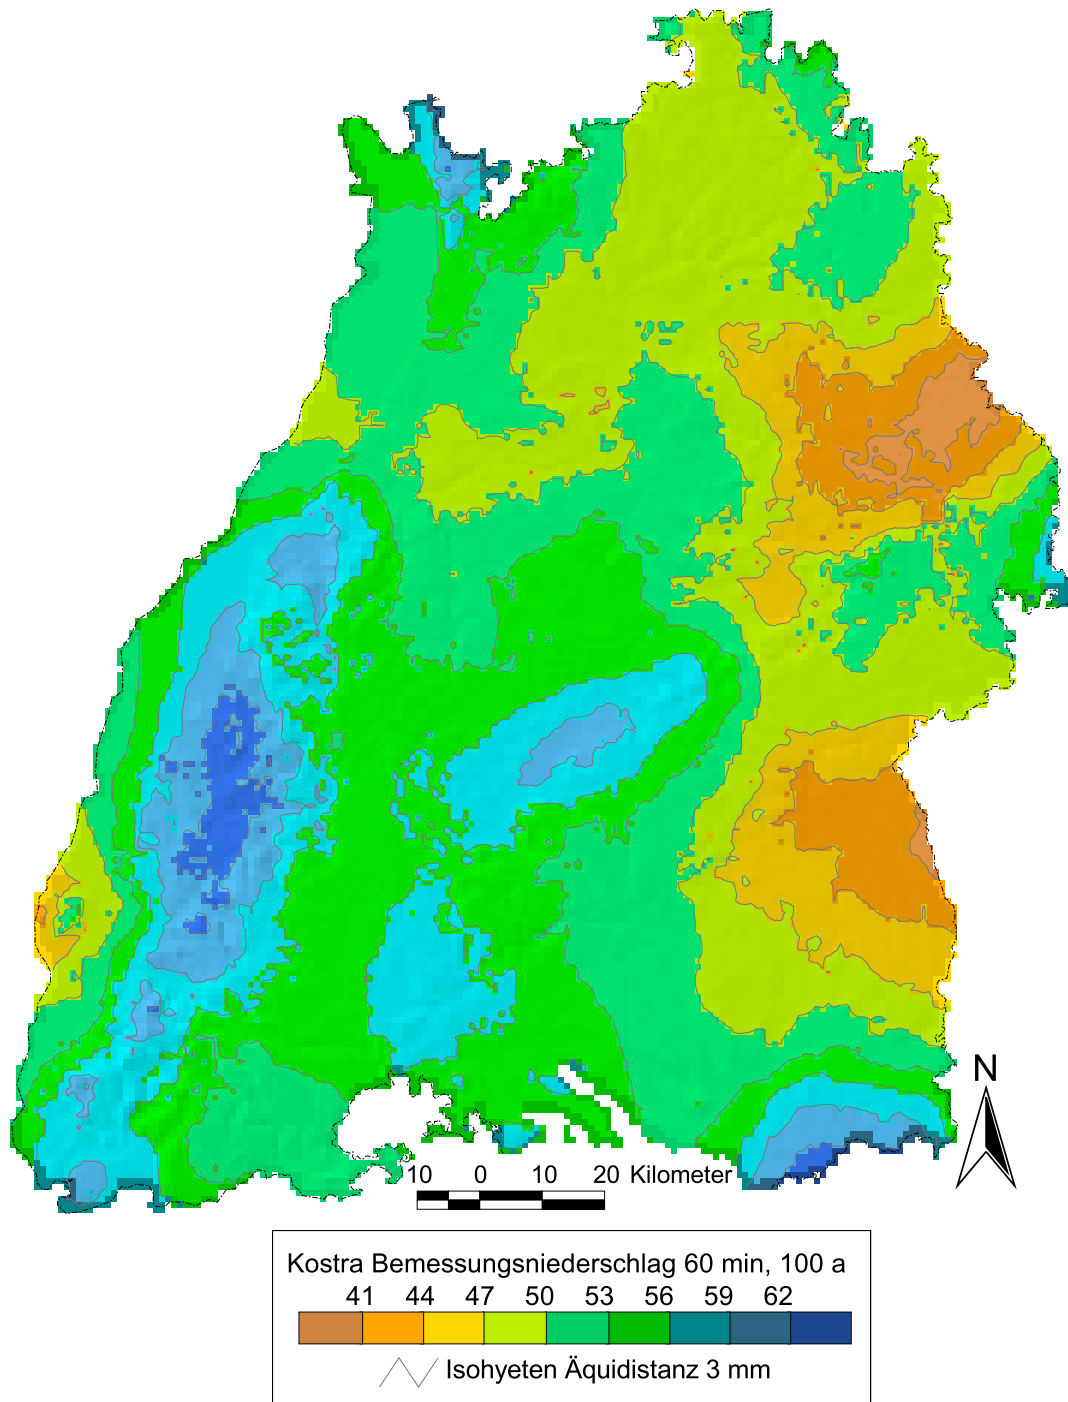 N
10 0 10 20 Kilometer
Kostra Bemessungsniederschlag 60 min, 100 a
41 44 47 50 53 56 59 62
Isohyeten Äquidistanz 3 mm